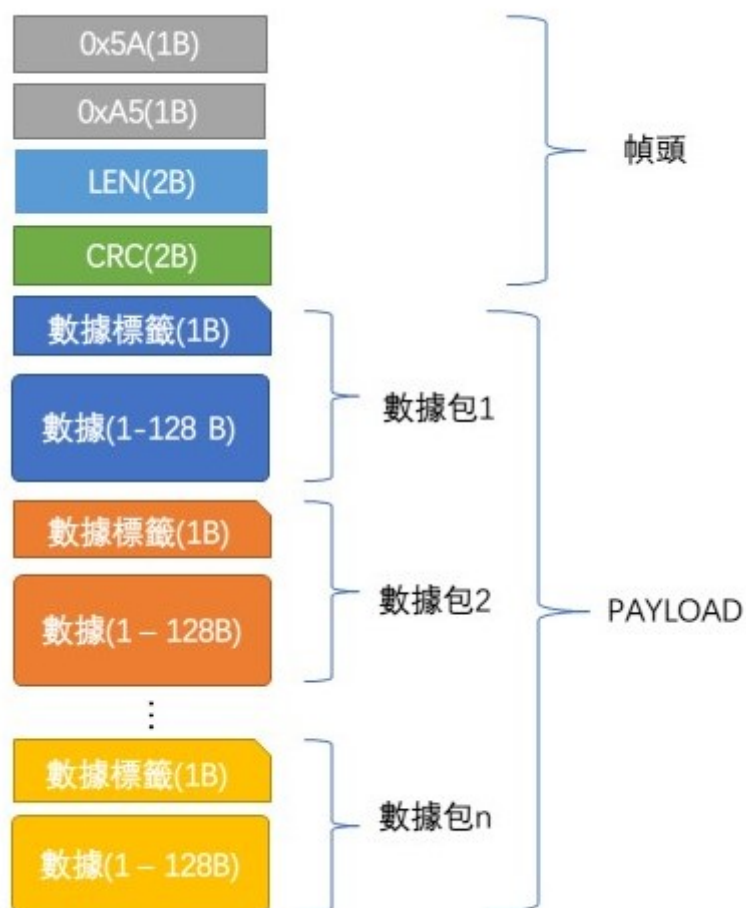 0x5A(1B)
0xA5(1B)
LEN(2B)
CRC(2B)
幀頭
數據標籤(1B)
數據(1-128 B)
數據包1
數據標籤(1B)
數據(1 – 128B)
數據包2
PAYLOAD
⋮
數據標籤(1B)
數據(1 – 128B)
數據包n